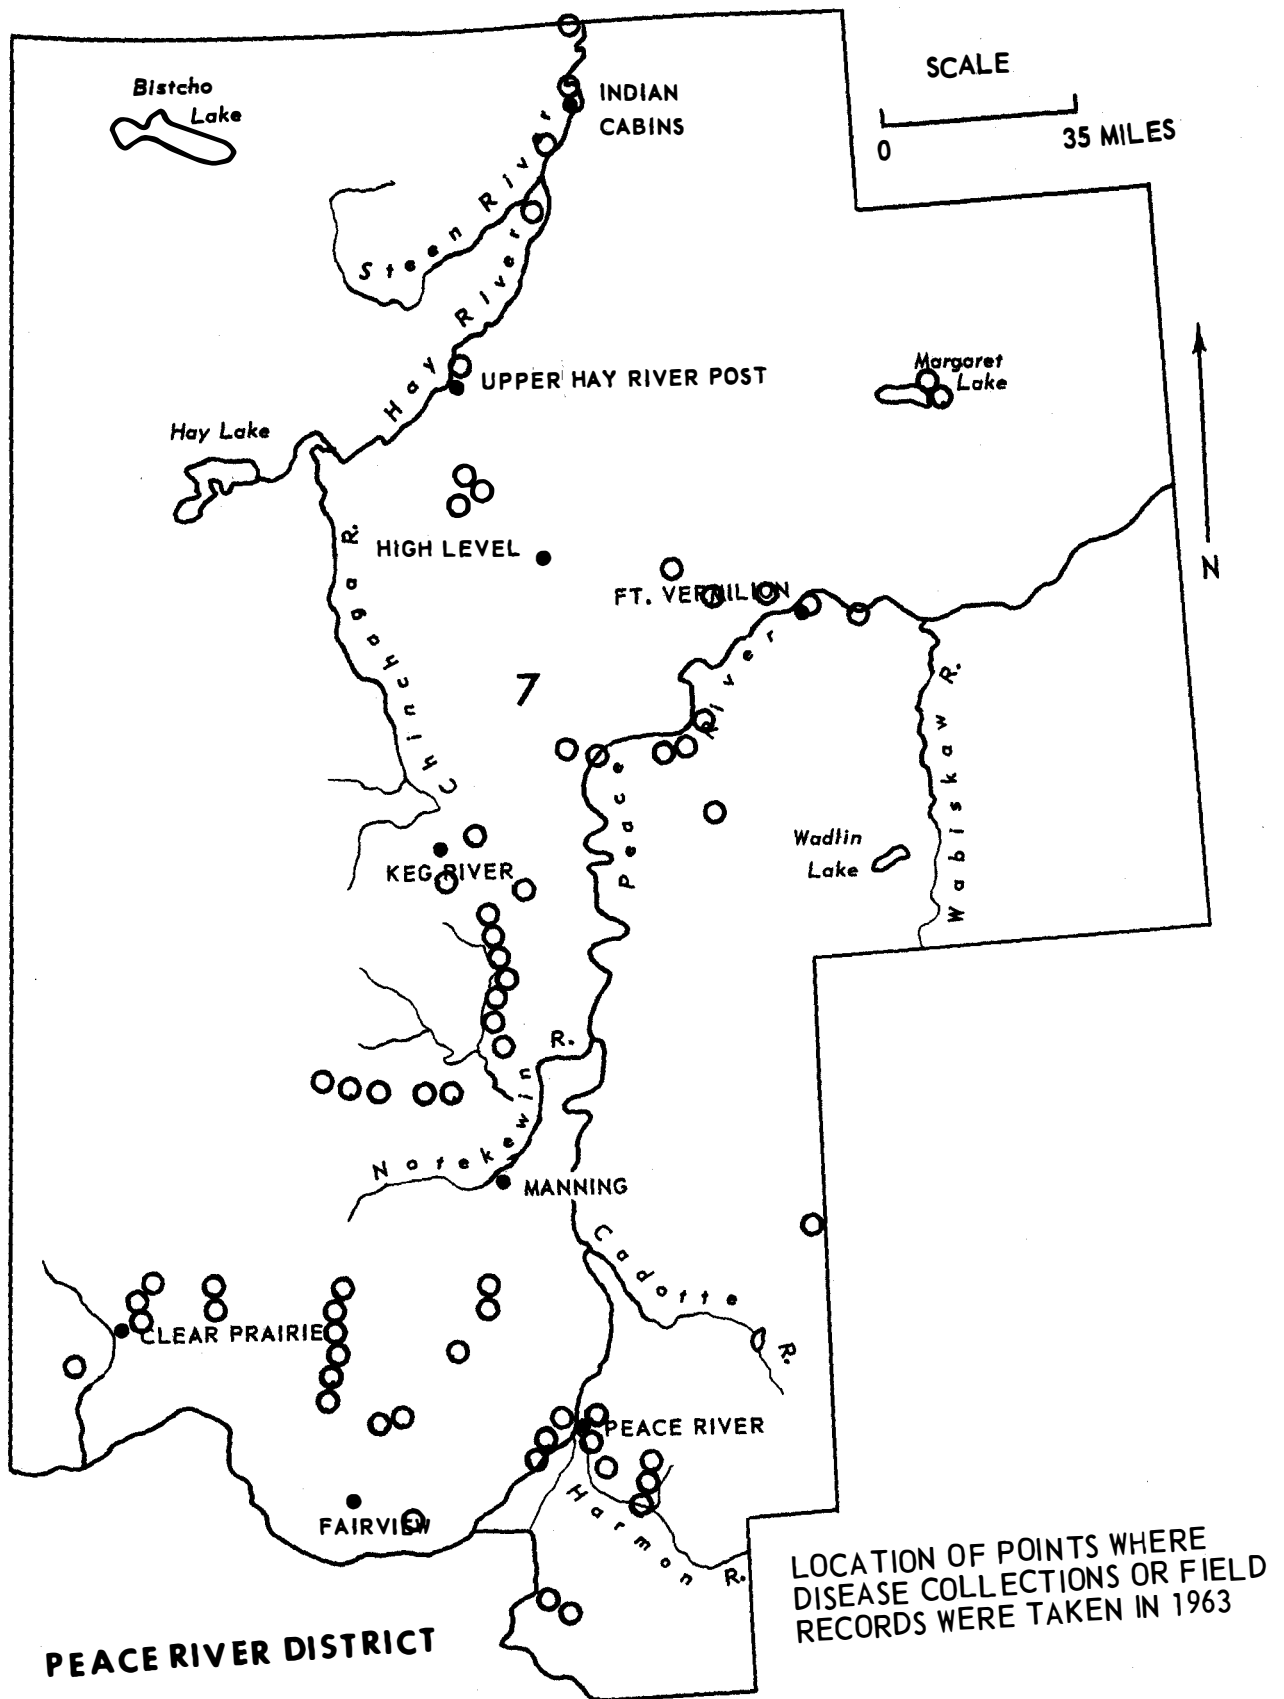 Bistcho
Lake
INDIAN
CABINS
SCALE
0
35 MILES
Steen River
Hay River
UPPER HAY RIVER POST
Margaret
Lake
Hay Lake
HIGH LEVEL
N
FT. VERMILION
Chinchaga R.
7
Peace River
Wabiskaw R.
Wadlin
Lake
KEG RIVER
Notekewin R.
MANNING
Cadotte R.
CLEAR PRAIRIE
PEACE RIVER
FAIRVIEW
Harmon R.
LOCATION OF POINTS WHERE
DISEASE COLLECTIONS OR FIELD
RECORDS WERE TAKEN IN 1963
PEACE RIVER DISTRICT